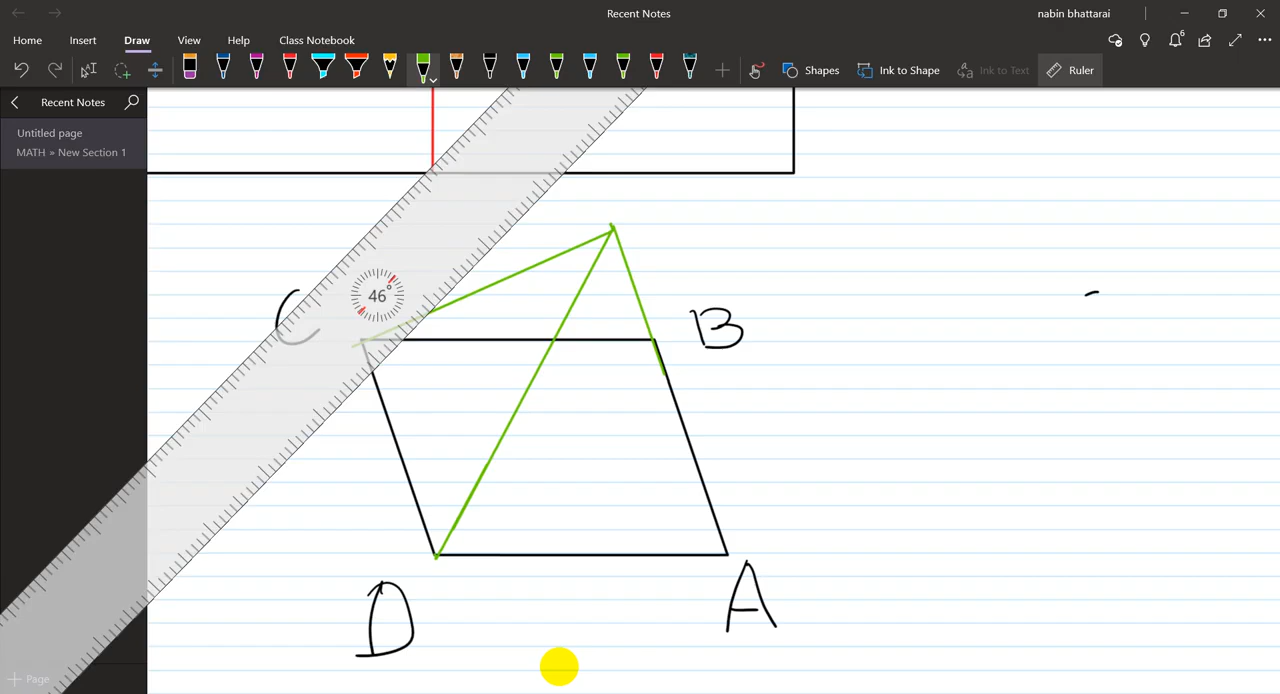 Recent Notes
nabin bhattarai
Home
Insert
Draw
View
Help
Class Notebook
Shapes
Ink to Shape
Ink to Text
Ruler
Recent Notes
Untitled page
MATH » New Section 1
46°
C
B
D
A
Page